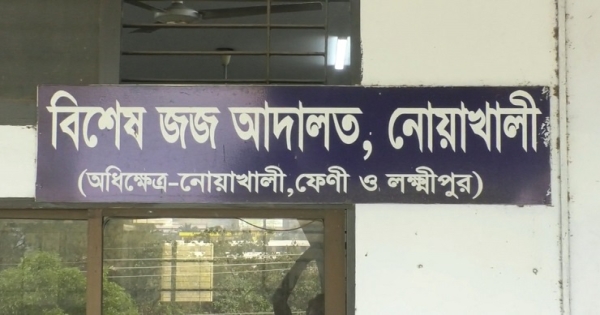 বিশেষ জজ আদালত, নোয়াখালী
(অধিক্ষেত্র-নোয়াখালী,ফেণী ও লক্ষ্মীপুর)